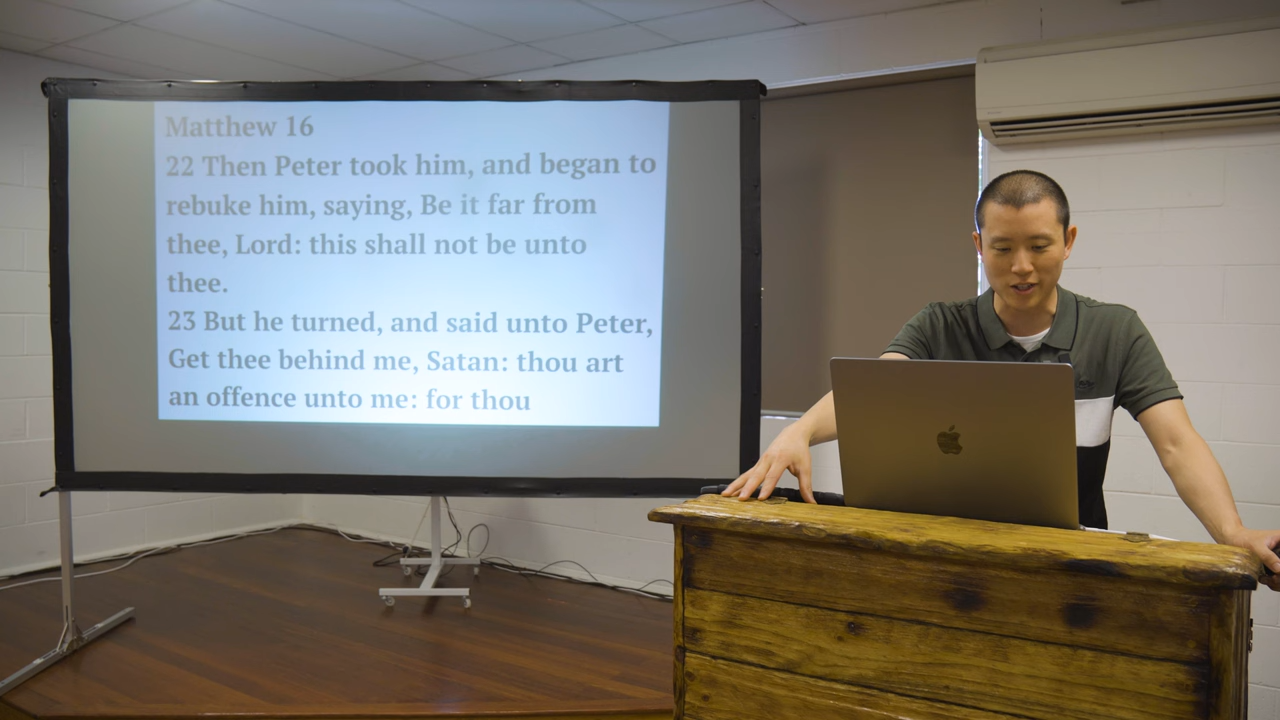 Matthew 16
22 Then Peter took him, and began to
rebuke him, saying, Be it far from
thee, Lord: this shall not be unto
thee.
23 But he turned, and said unto Peter,
Get thee behind me, Satan: thou art
an offence unto me: for thou